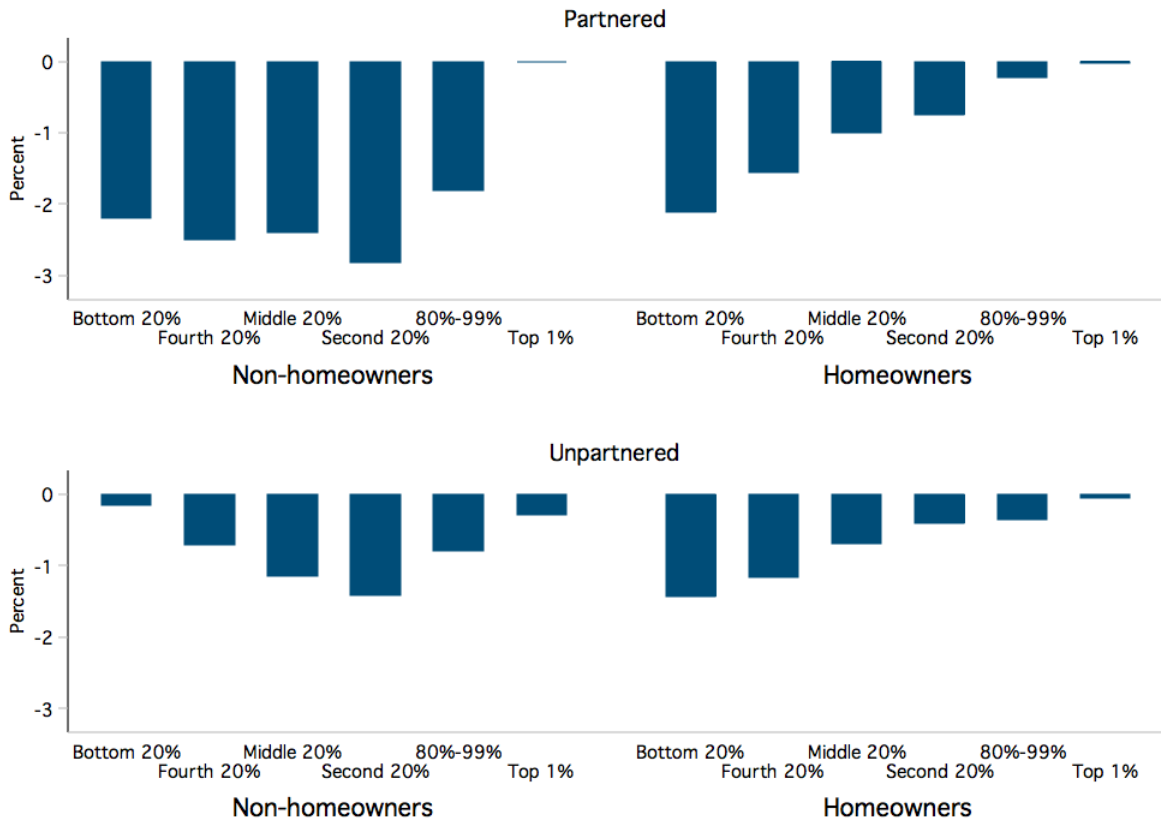 Partnered
Percent
0
-1
-2
-3
Bottom 20% Middle 20% 80%-99% Bottom 20% Middle 20% 80%-99%
Fourth 20% Second 20% Top 1% Fourth 20% Second 20% Top 1%
Non-homeowners Homeowners
Unpartnered
Percent
0
-1
-2
-3
Bottom 20% Middle 20% 80%-99% Bottom 20% Middle 20% 80%-99%
Fourth 20% Second 20% Top 1% Fourth 20% Second 20% Top 1%
Non-homeowners Homeowners